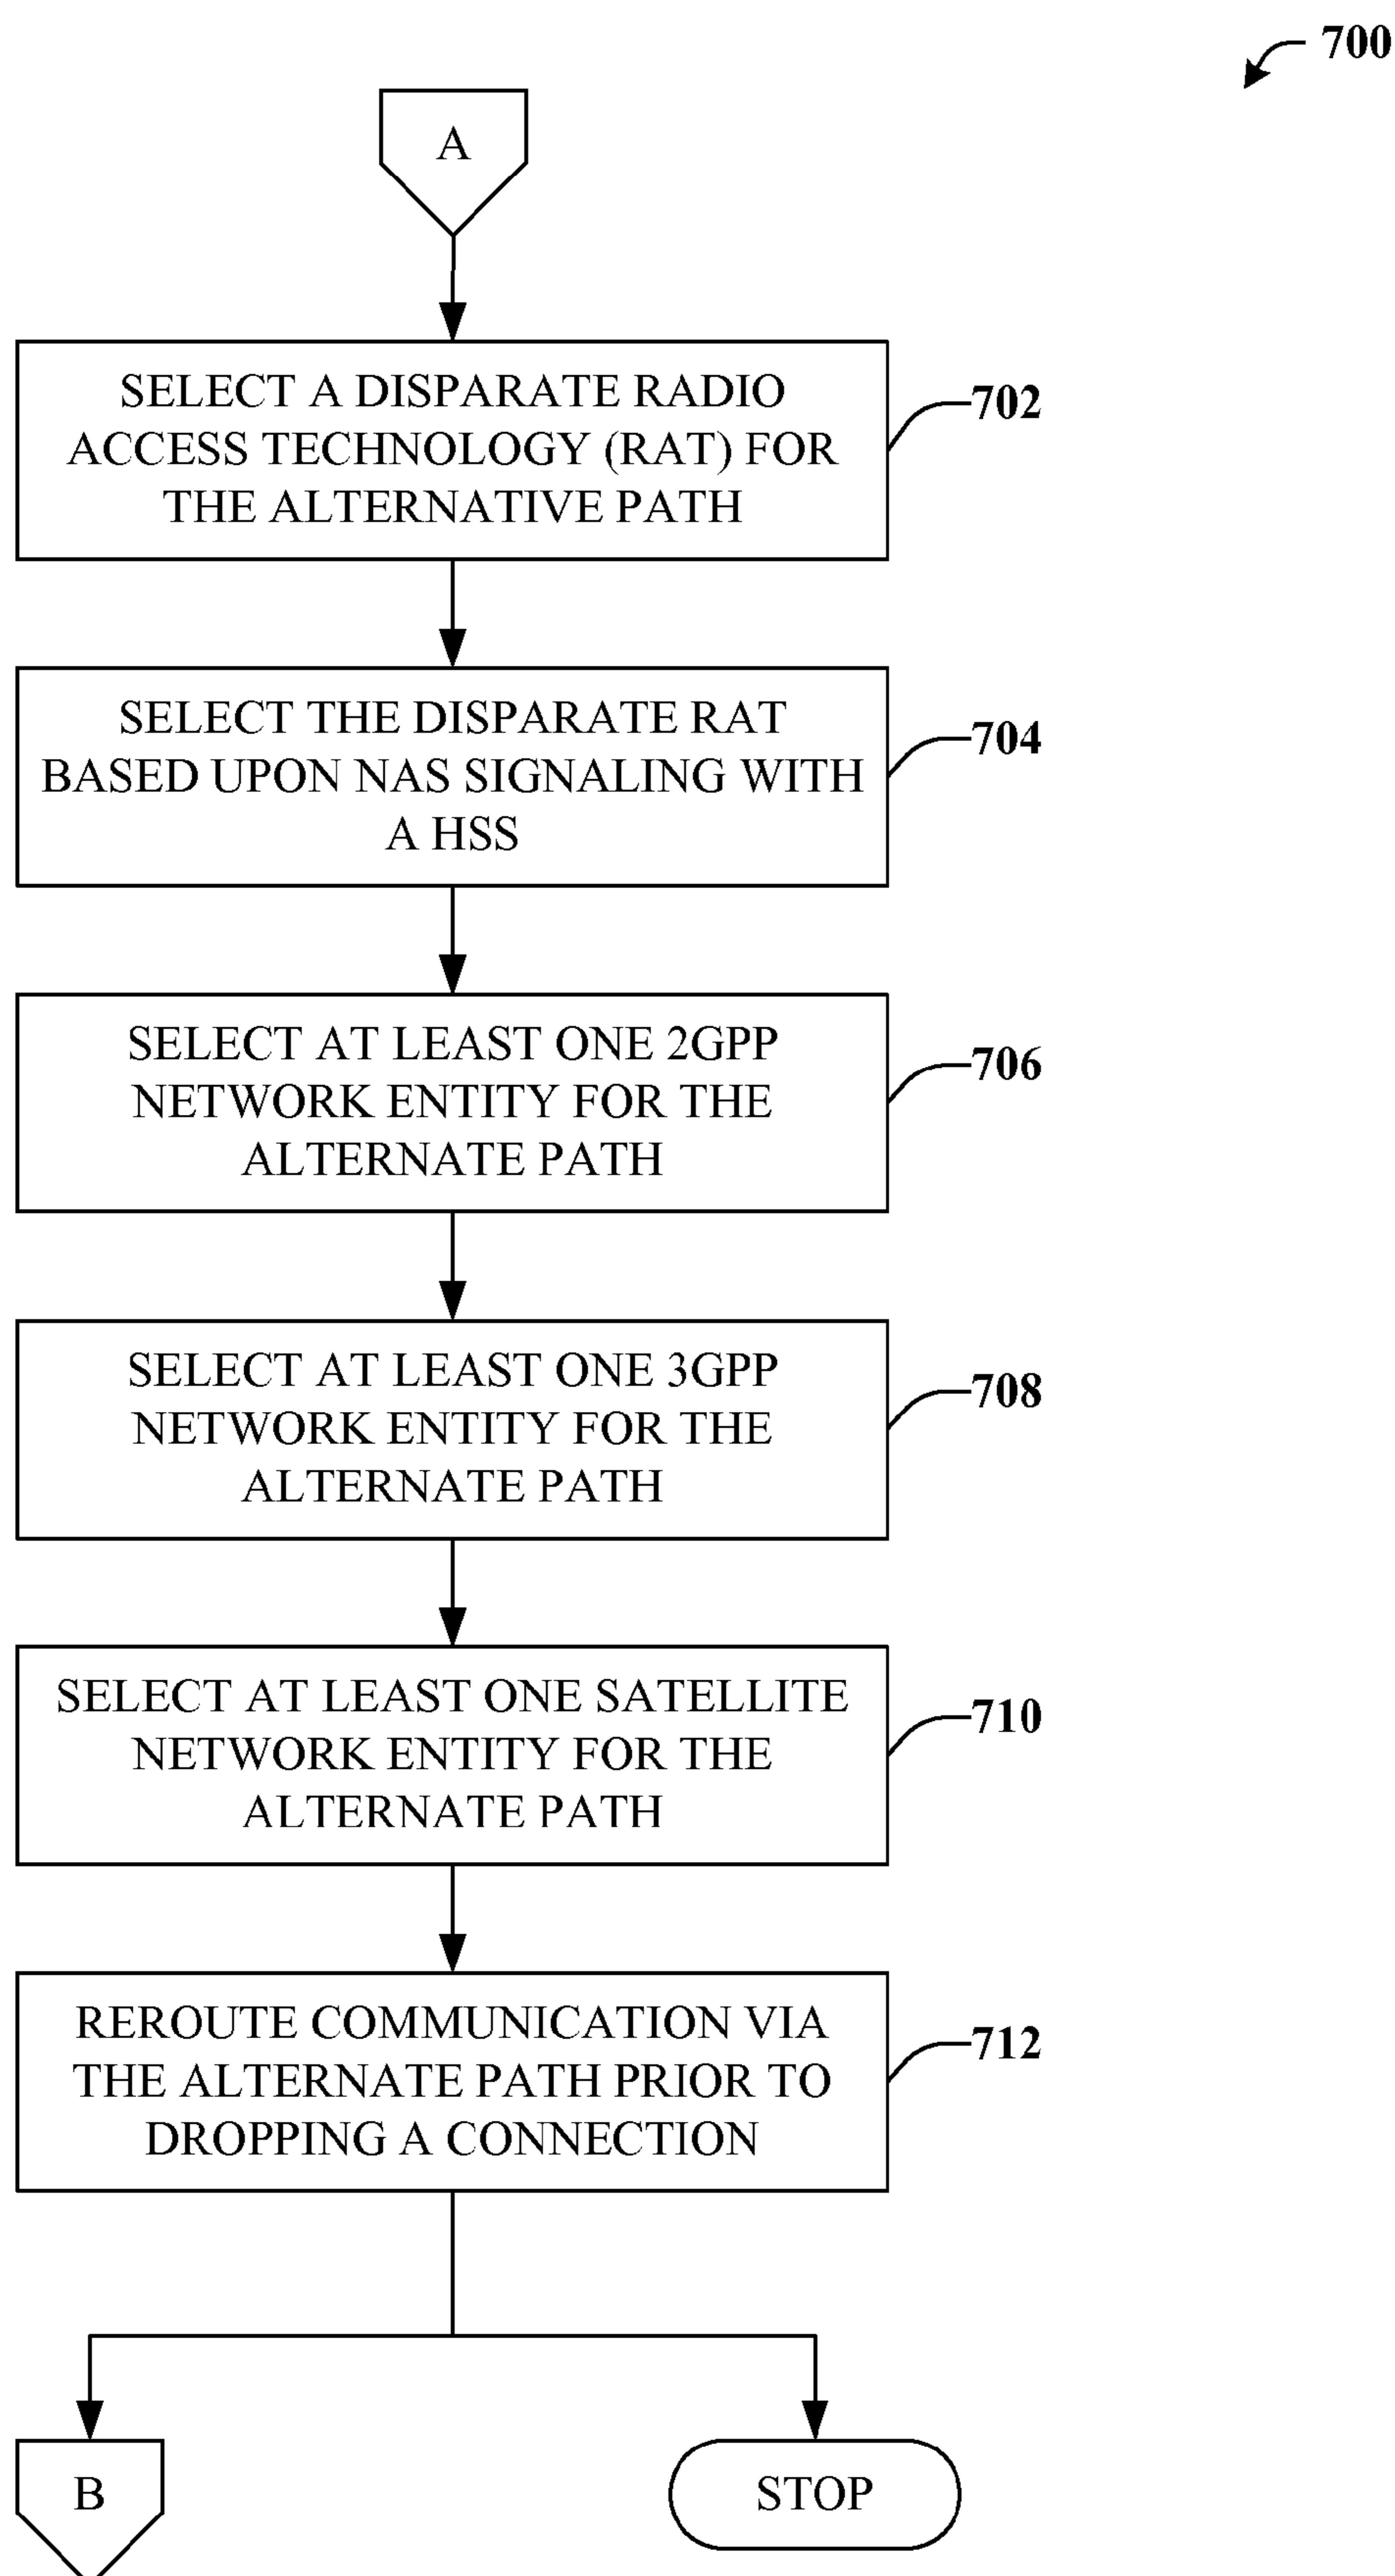 700
A
SELECT A DISPARATE RADIO
ACCESS TECHNOLOGY (RAT) FOR
THE ALTERNATIVE PATH
702
SELECT THE DISPARATE RAT
BASED UPON NAS SIGNALING WITH
A HSS
704
SELECT AT LEAST ONE 2GPP
NETWORK ENTITY FOR THE
ALTERNATE PATH
706
SELECT AT LEAST ONE 3GPP
NETWORK ENTITY FOR THE
ALTERNATE PATH
708
SELECT AT LEAST ONE SATELLITE
NETWORK ENTITY FOR THE
ALTERNATE PATH
710
REROUTE COMMUNICATION VIA
THE ALTERNATE PATH PRIOR TO
DROPPING A CONNECTION
712
B
STOP